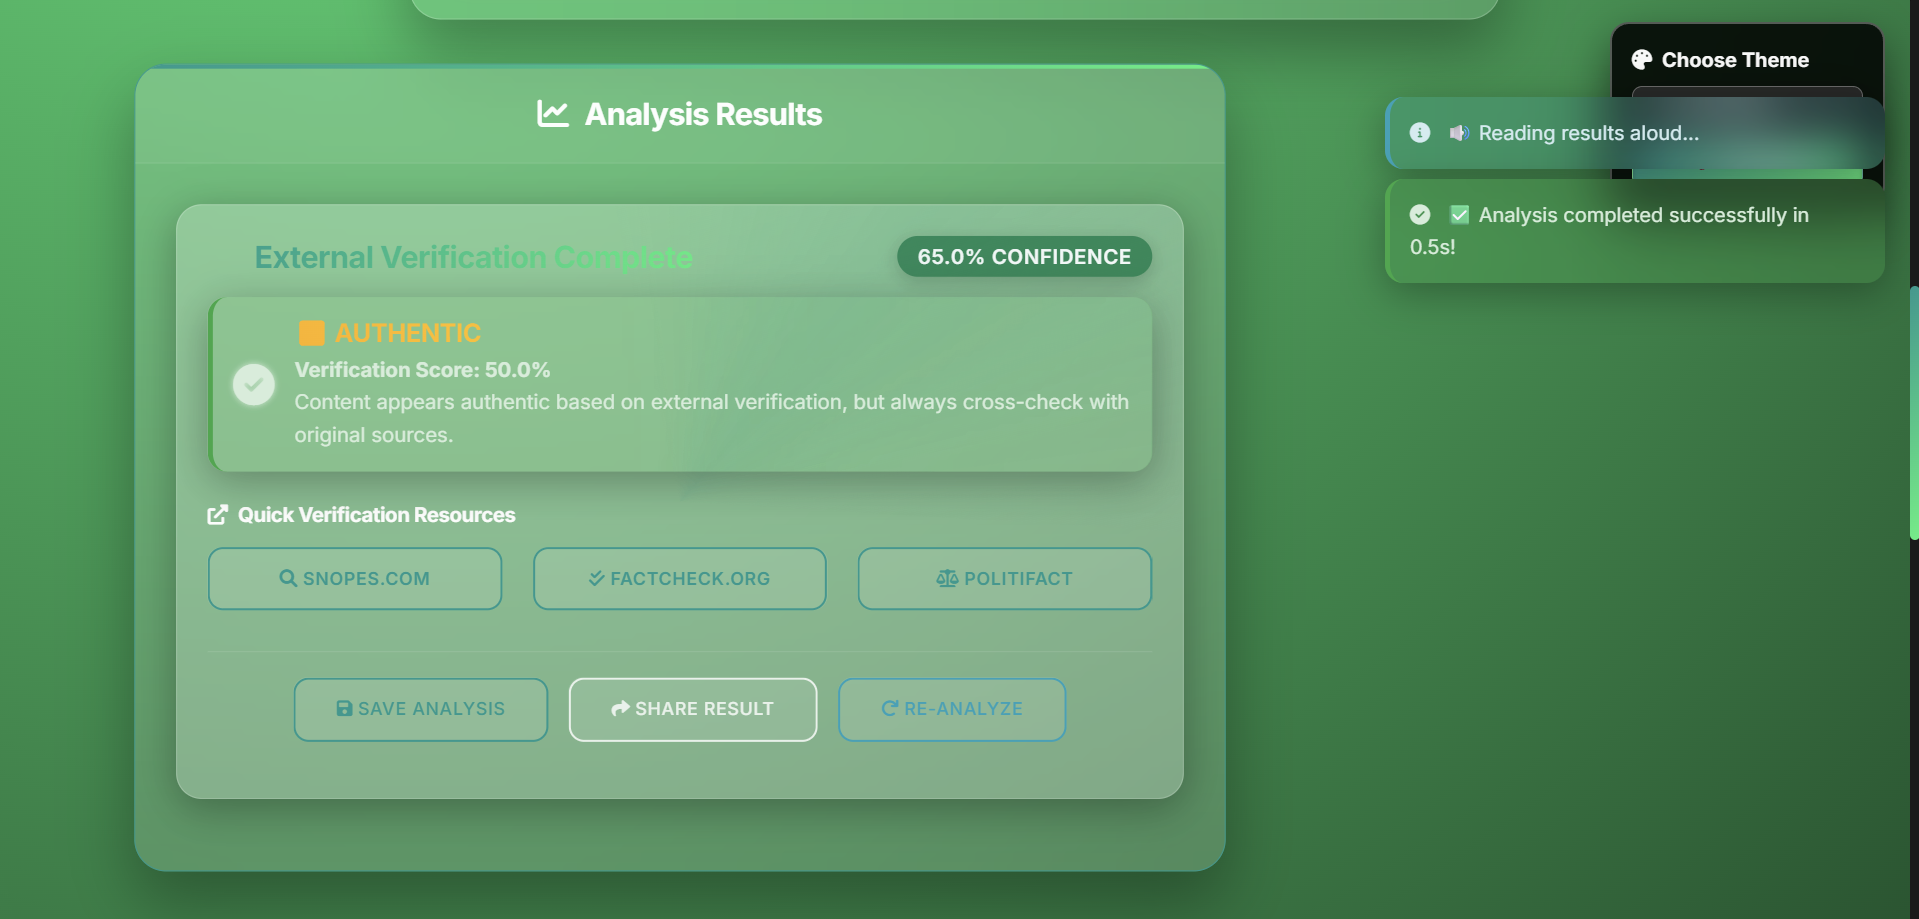 Analysis Results
External Verification Complete
65.0% CONFIDENCE
AUTHENTIC
Verification Score: 50.0%
Content appears authentic based on external verification, but always cross-check with
original sources.
Quick Verification Resources
SNOPES.COM
FACTCHECK.ORG
POLITIFACT
SAVE ANALYSIS
SHARE RESULT
RE-ANALYZE
Choose Theme
Reading results aloud...
Analysis completed successfully in
0.5s!